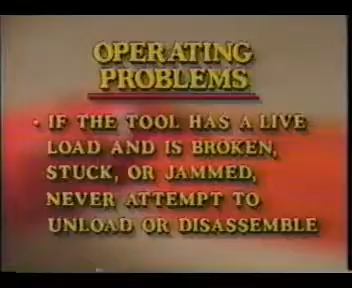 OPERATING
PROBLEMS
• IF THE TOOL HAS A LIVE
LOAD AND IS BROKEN,
STUCK, OR JAMMED,
NEVER ATTEMPT TO
UNLOAD OR DISASSEMBLE